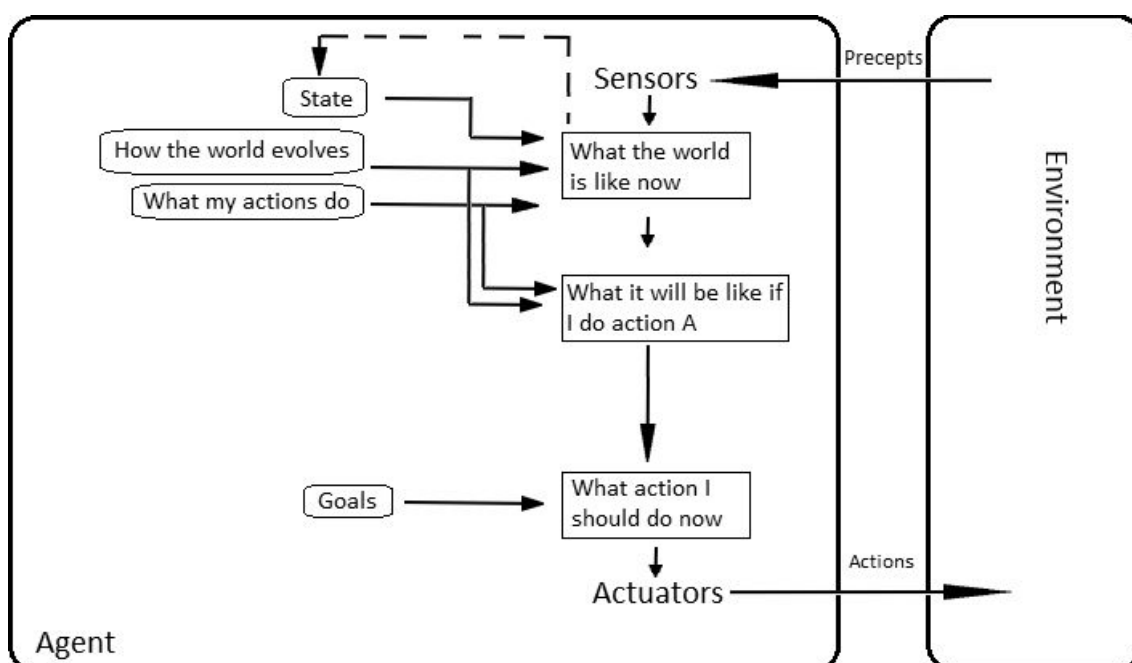 Precepts
Sensors
State
How the world evolves
What the world
is like now
What my actions do
Environment
What it will be like if
I do action A
What action I
should do now
Goals
Actions
Actuators
Agent